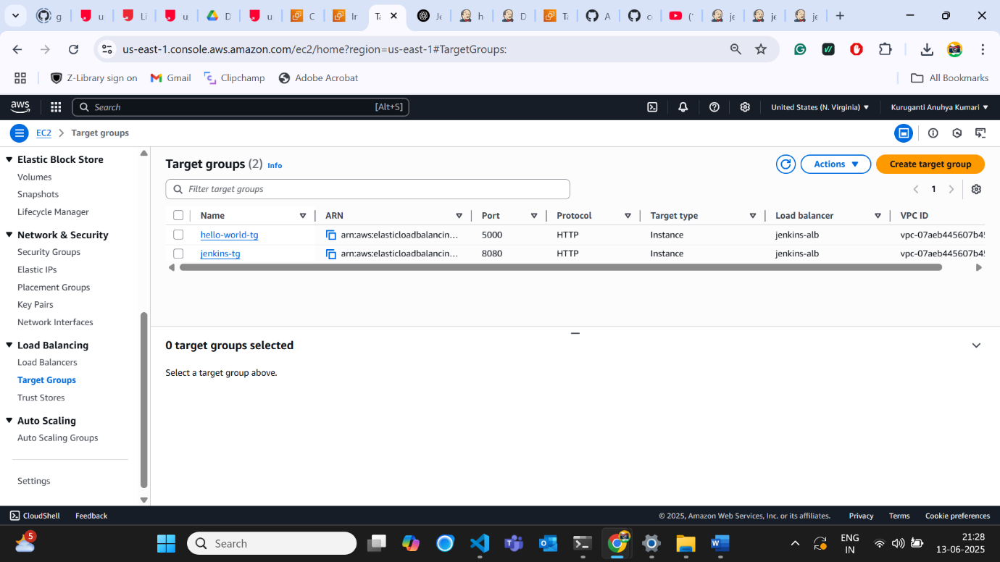 g
u
Li
u
D
u
C
In
Ta
Je
h
D
Ta
A
c
(
je
je
je
us-east-1.console.aws.amazon.com/ec2/home?region=us-east-1#TargetGroups:
Z-Library sign on
Gmail
Clipchamp
Adobe Acrobat
All Bookmarks
aws
Search
[Alt+S]
United States (N. Virginia)
Kuruganti Anuhya Kumari
EC2
Target groups
Elastic Block Store
Volumes
Snapshots
Lifecycle Manager
Network & Security
Security Groups
Elastic IPs
Placement Groups
Key Pairs
Network Interfaces
Load Balancing
Load Balancers
Target Groups
Trust Stores
Auto Scaling
Auto Scaling Groups
Settings
Target groups (2) Info
Actions
Create target group
Filter target groups
1
Name ARN Port Protocol Target type Load balancer VPC ID
hello-world-tg arn:aws:elasticloadbalancin... 5000 HTTP Instance jenkins-alb vpc-07aeb445607b4
jenkins-tg arn:aws:elasticloadbalancin... 8080 HTTP Instance jenkins-alb vpc-07aeb445607b4
0 target groups selected
Select a target group above.
CloudShell
Feedback
© 2025, Amazon Web Services, Inc. or its affiliates.
Privacy
Terms
Cookie preferences
5
Search
ENG
IN
21:28
13-06-2025